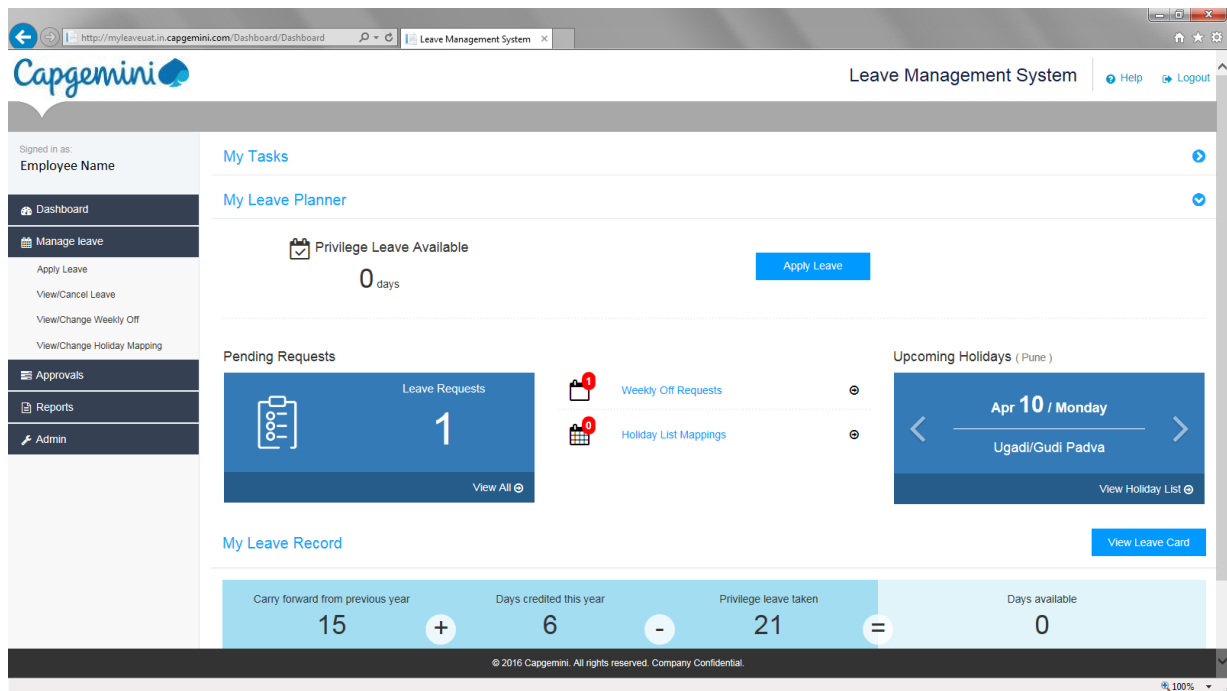 http://myleaveuat.in.capgemini.com/Dashboard/Dashboard
Leave Management System
Capgemini
Leave Management System
Help
Logout
Signed in as:
Employee Name
Dashboard
Manage leave
Apply Leave
View/Cancel Leave
View/Change Weekly Off
View/Change Holiday Mapping
Approvals
Reports
Admin
My Tasks
My Leave Planner
Privilege Leave Available
0 days
Apply Leave
Pending Requests
Leave Requests
1
View All
1
Weekly Off Requests
0
Holiday List Mappings
Upcoming Holidays ( Pune )
Apr 10 / Monday
Ugadi/Gudi Padva
View Holiday List
My Leave Record
View Leave Card
Carry forward from previous year
15
+
Days credited this year
6
-
Privilege leave taken
21
=
Days available
0
© 2016 Capgemini. All rights reserved. Company Confidential.
100%